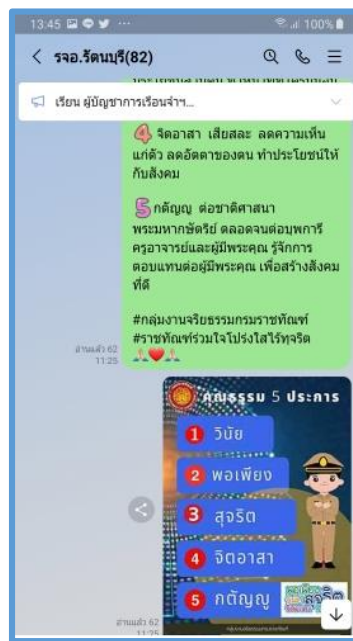 13:45
100%
รจอ.รัตนบุรี(82)
เรียน ผู้บัญชาการเรือนจำฯ...
4 จิตอาสา เสียสละ ลดความเห็น
แก่ตัว ลดอัตตาของตน ทำประโยชน์ให้
กับสังคม
5 กตัญญู ต่อชาติศาสนา
พระมหากษัตริย์ ตลอดจนต่อบุพการี
ครูอาจารย์และผู้มีพระคุณ รู้จักการ
ตอบแทนต่อผู้มีพระคุณ เพื่อสร้างสังคม
ที่ดี
#กลุ่มงานจริยธรรมกรมราชทัณฑ์
#ราชทัณฑ์ร่วมใจโปร่งใสไร้ทุจริต
อ่านแล้ว 62
11:25
คุณธรรม 5 ประการ
1 วินัย
2 พอเพียง
3 สุจริต
4 จิตอาสา
5 กตัญญู
อ่านแล้ว 62
11:25